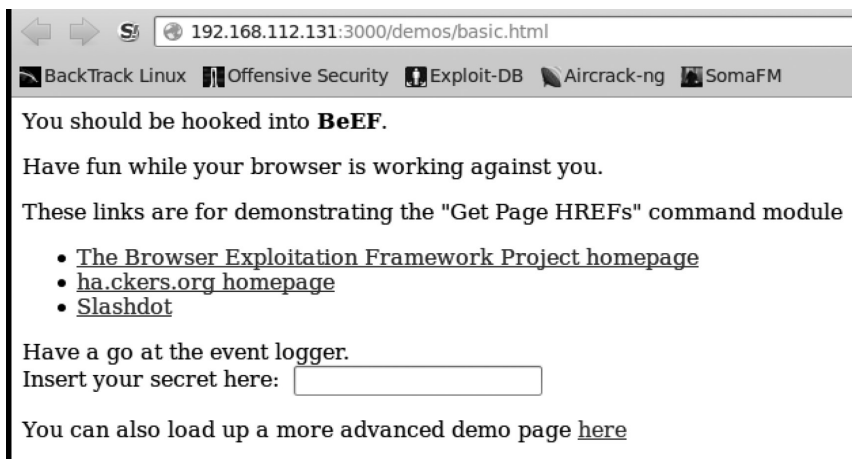 192.168.112.131:3000/demos/basic.html
BackTrack Linux Offensive Security Exploit-DB Aircrack-ng SomaFM
You should be hooked into BeEF.
Have fun while your browser is working against you.
These links are for demonstrating the "Get Page HREFs" command module
• The Browser Exploitation Framework Project homepage
• ha.ckers.org homepage
• Slashdot
Have a go at the event logger.
Insert your secret here:
You can also load up a more advanced demo page here